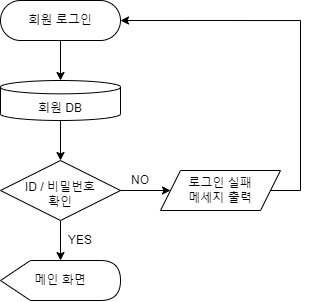 회원 로그인
회원 DB
ID / 비밀번호
확인
NO
로그인 실패
메세지 출력
YES
메인 화면